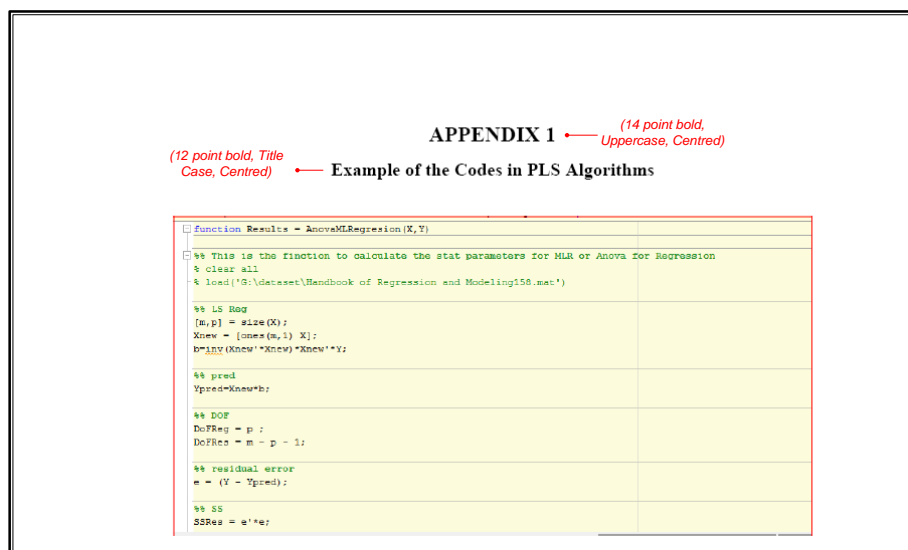 APPENDIX 1
(14 point bold,
Uppercase, Centred)
(12 point bold, Title
Case, Centred)
Example of the Codes in PLS Algorithms
function Results = AnovaMLRegresion(X,Y)
%% This is the finction to calculate the stat parameters for MLR or Anova for Regression
% clear all
% load('G:\dataset\Handbook of Regression and Modeling158.mat')
%% LS Reg
[m,p] = size(X);
Xnew = [ones(m,1) X];
b=inv(Xnew'*Xnew)*Xnew'*Y;
%% pred
Ypred=Xnew*b;
%% DOF
DoFReg = p ;
DoFRes = m - p - 1;
%% residual error
e = (Y - Ypred);
%% SS
SSRes = e'*e;